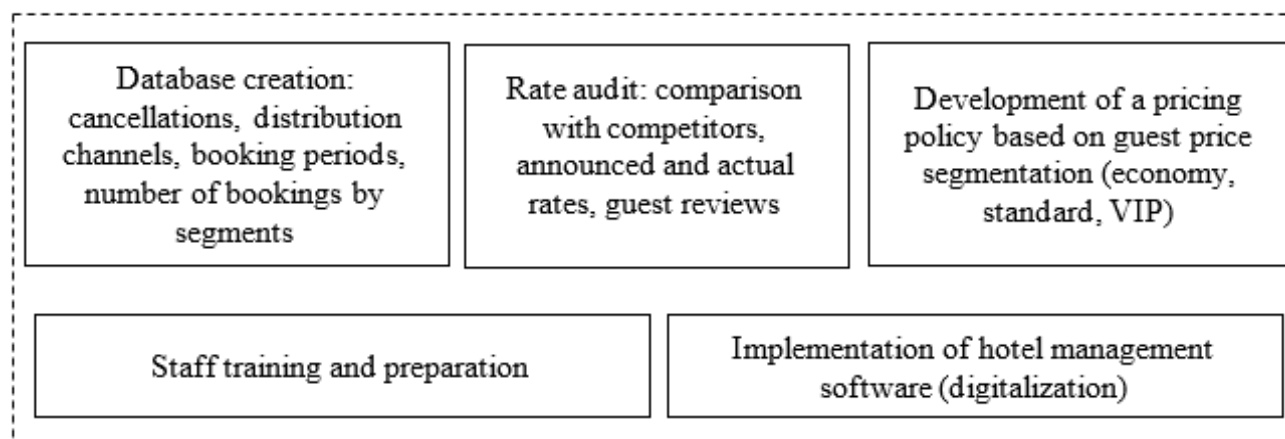 Database creation:
cancellations, distribution
channels, booking periods,
number of bookings by
segments
Rate audit: comparison
with competitors,
announced and actual
rates, guest reviews
Development of a pricing
policy based on guest price
segmentation (economy,
standard, VIP)
Staff training and preparation
Implementation of hotel management
software (digitalization)